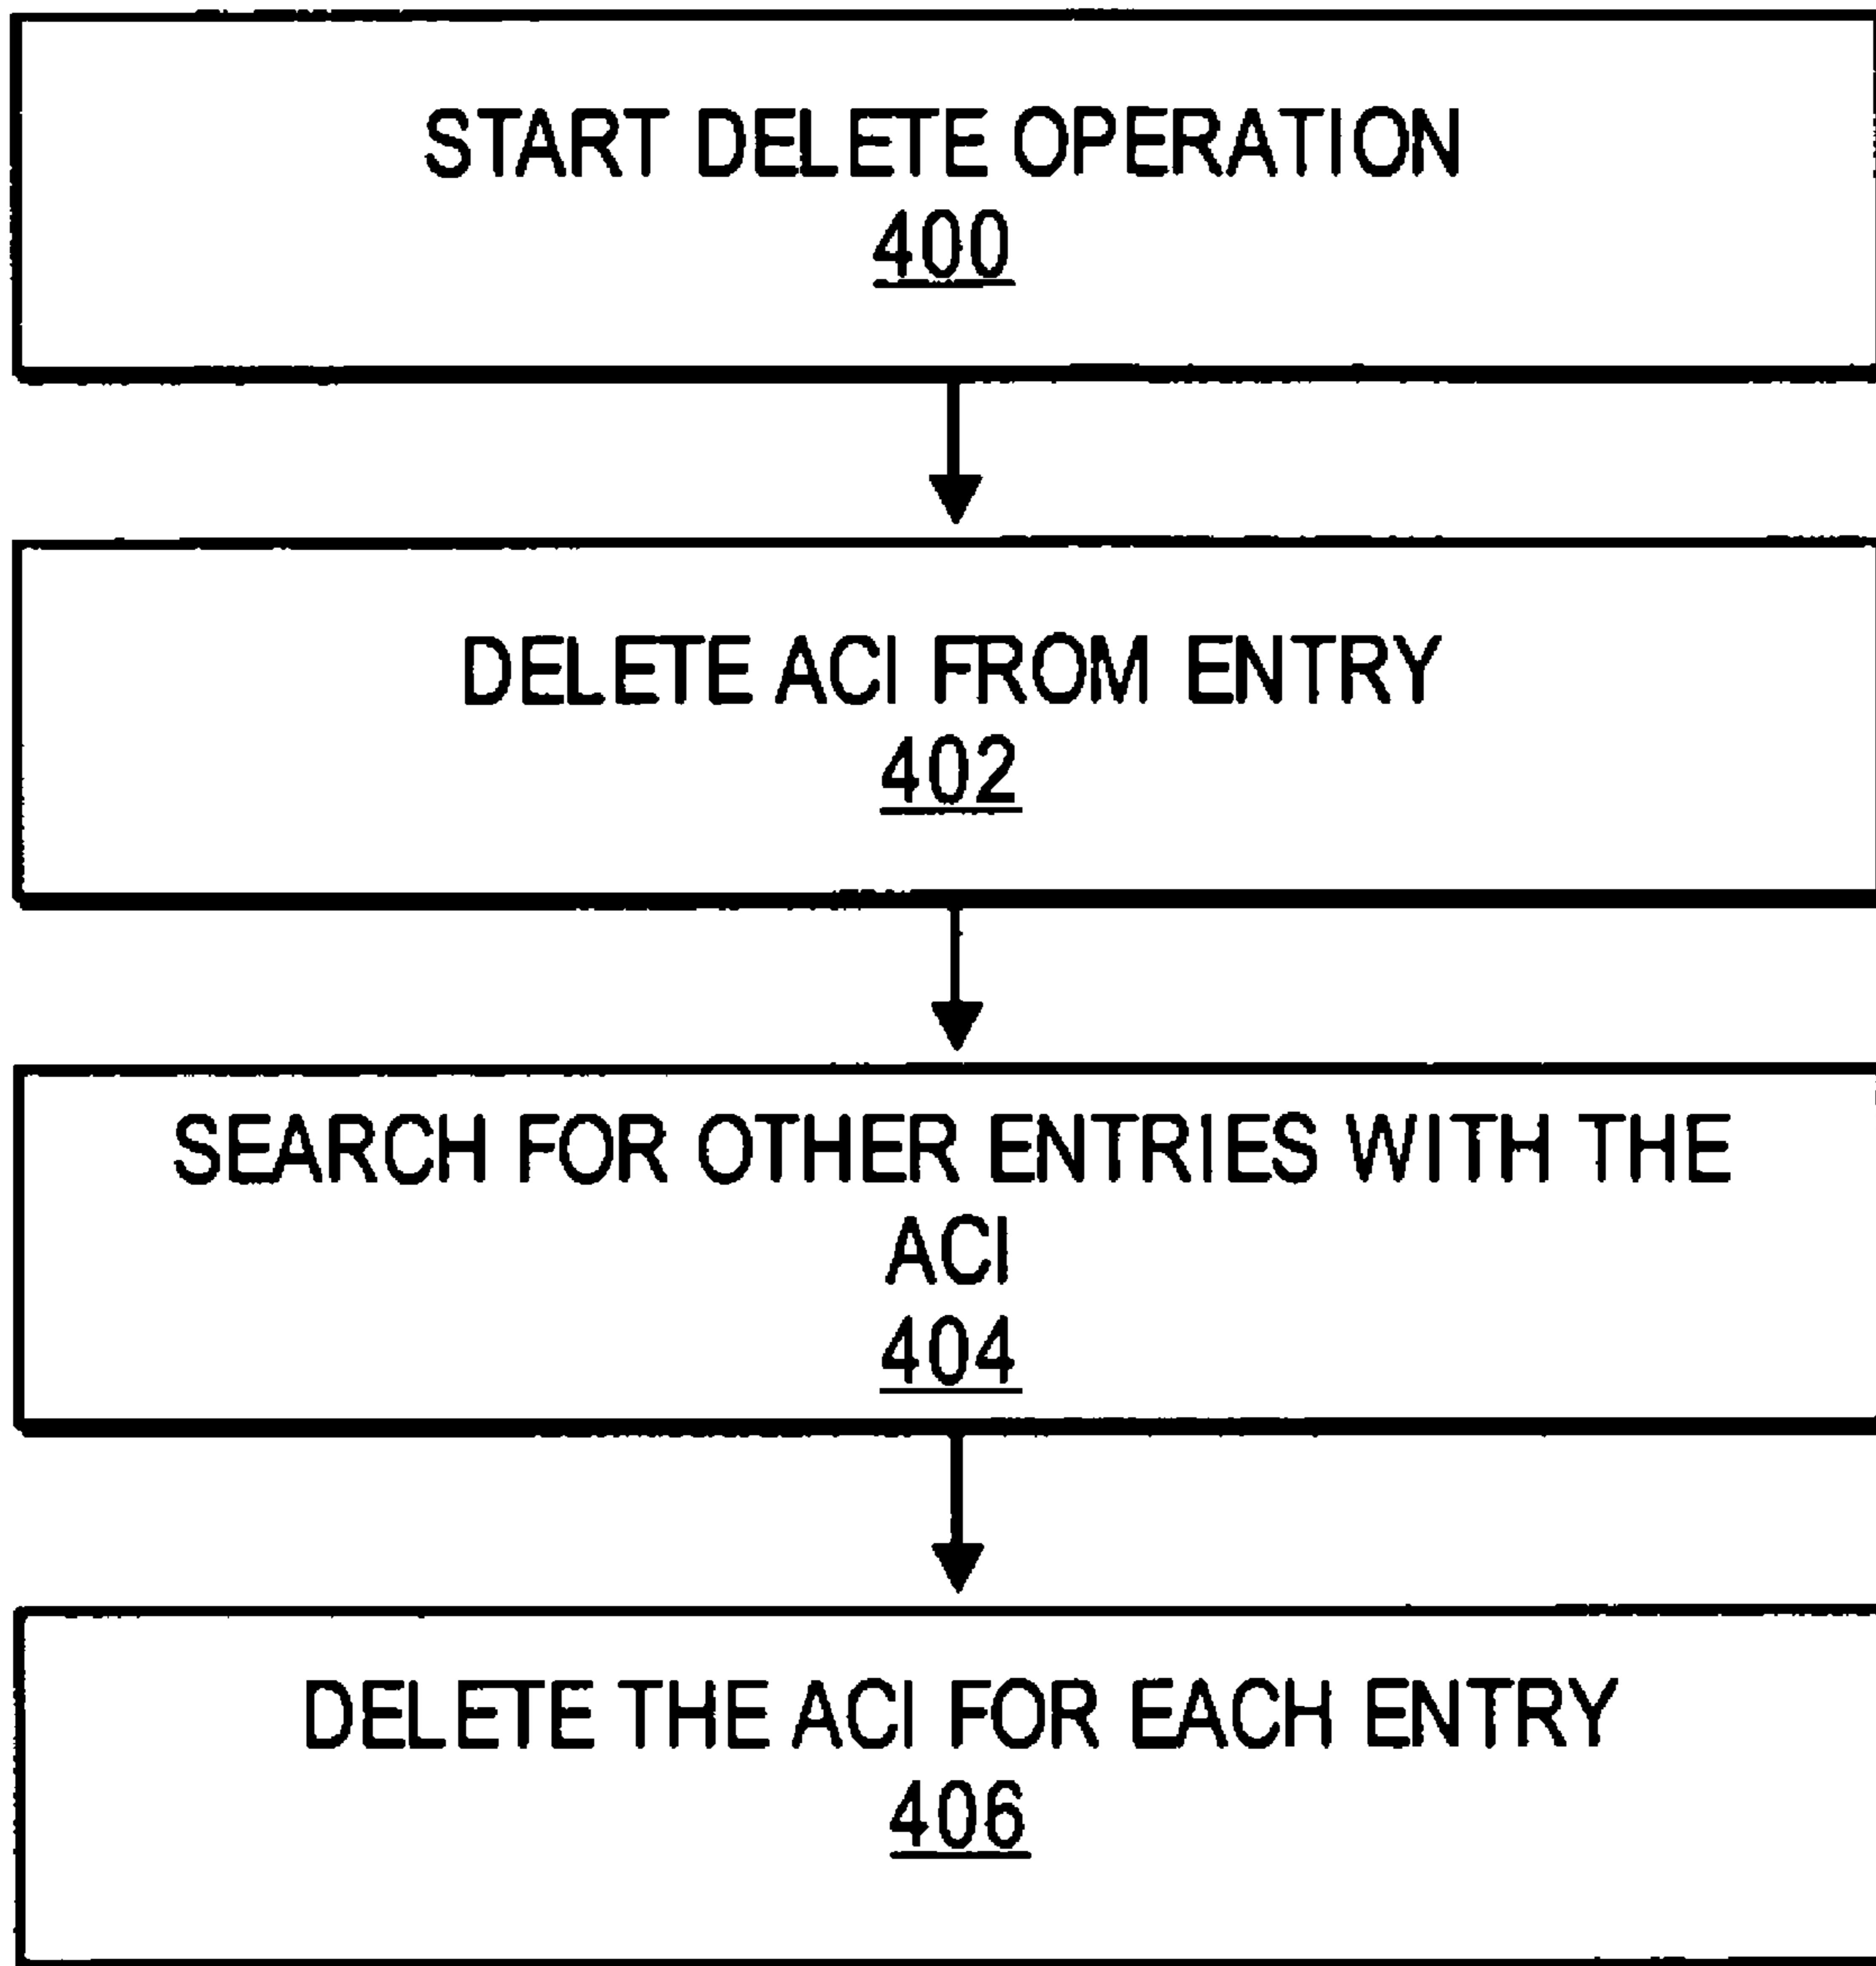 START DELETE OPERATION
400
DELETE ACI FROM ENTRY
402
SEARCH FOR OTHER ENTRIES WITH THE
ACI
404
DELETE THE ACI FOR EACH ENTRY
406